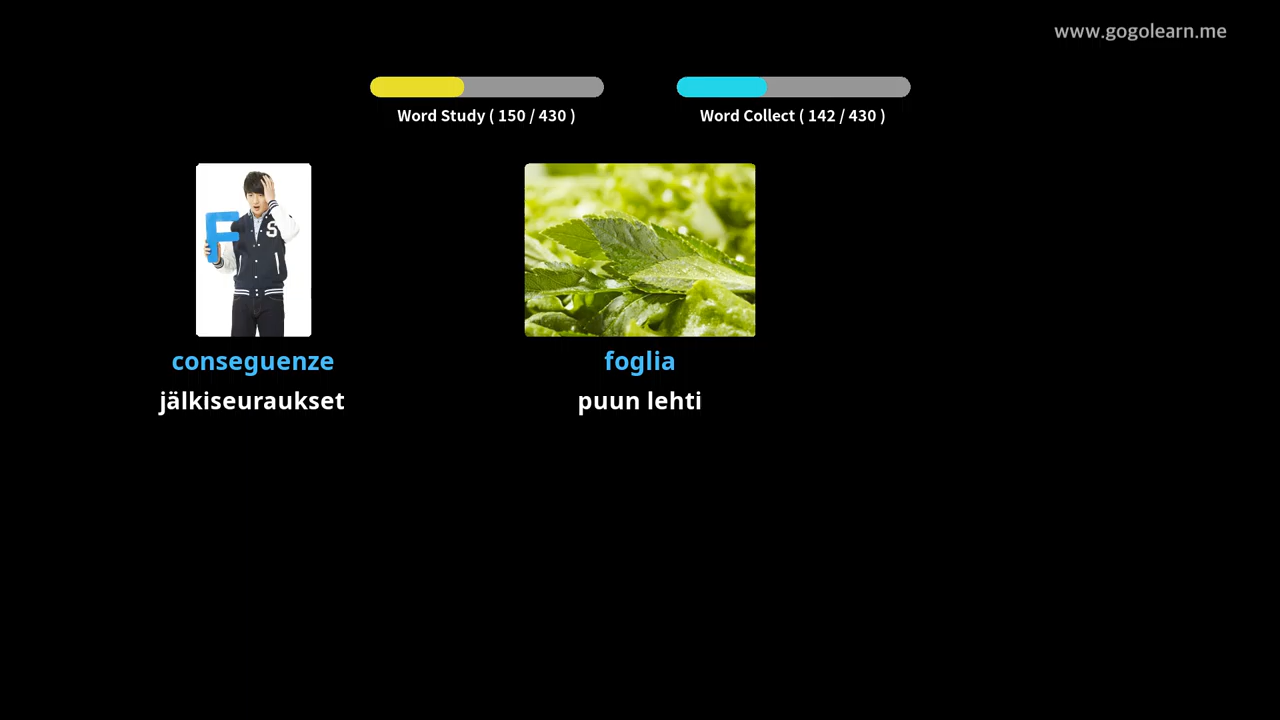 www.gogolearn.me
Word Study ( 150 / 430 )
Word Collect ( 142 / 430 )
F
S
conseguenze
foglia
jälkiseuraukset
puun lehti